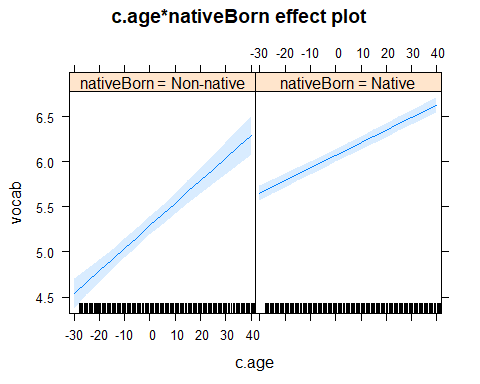 c.age*nativeBorn effect plot
-30 -20 -10 0 10 20 30 40
nativeBorn = Non-native
nativeBorn = Native
6.5
6.0
5.5
5.0
4.5
vocab
-30 -20 -10 0 10 20 30 40
c.age